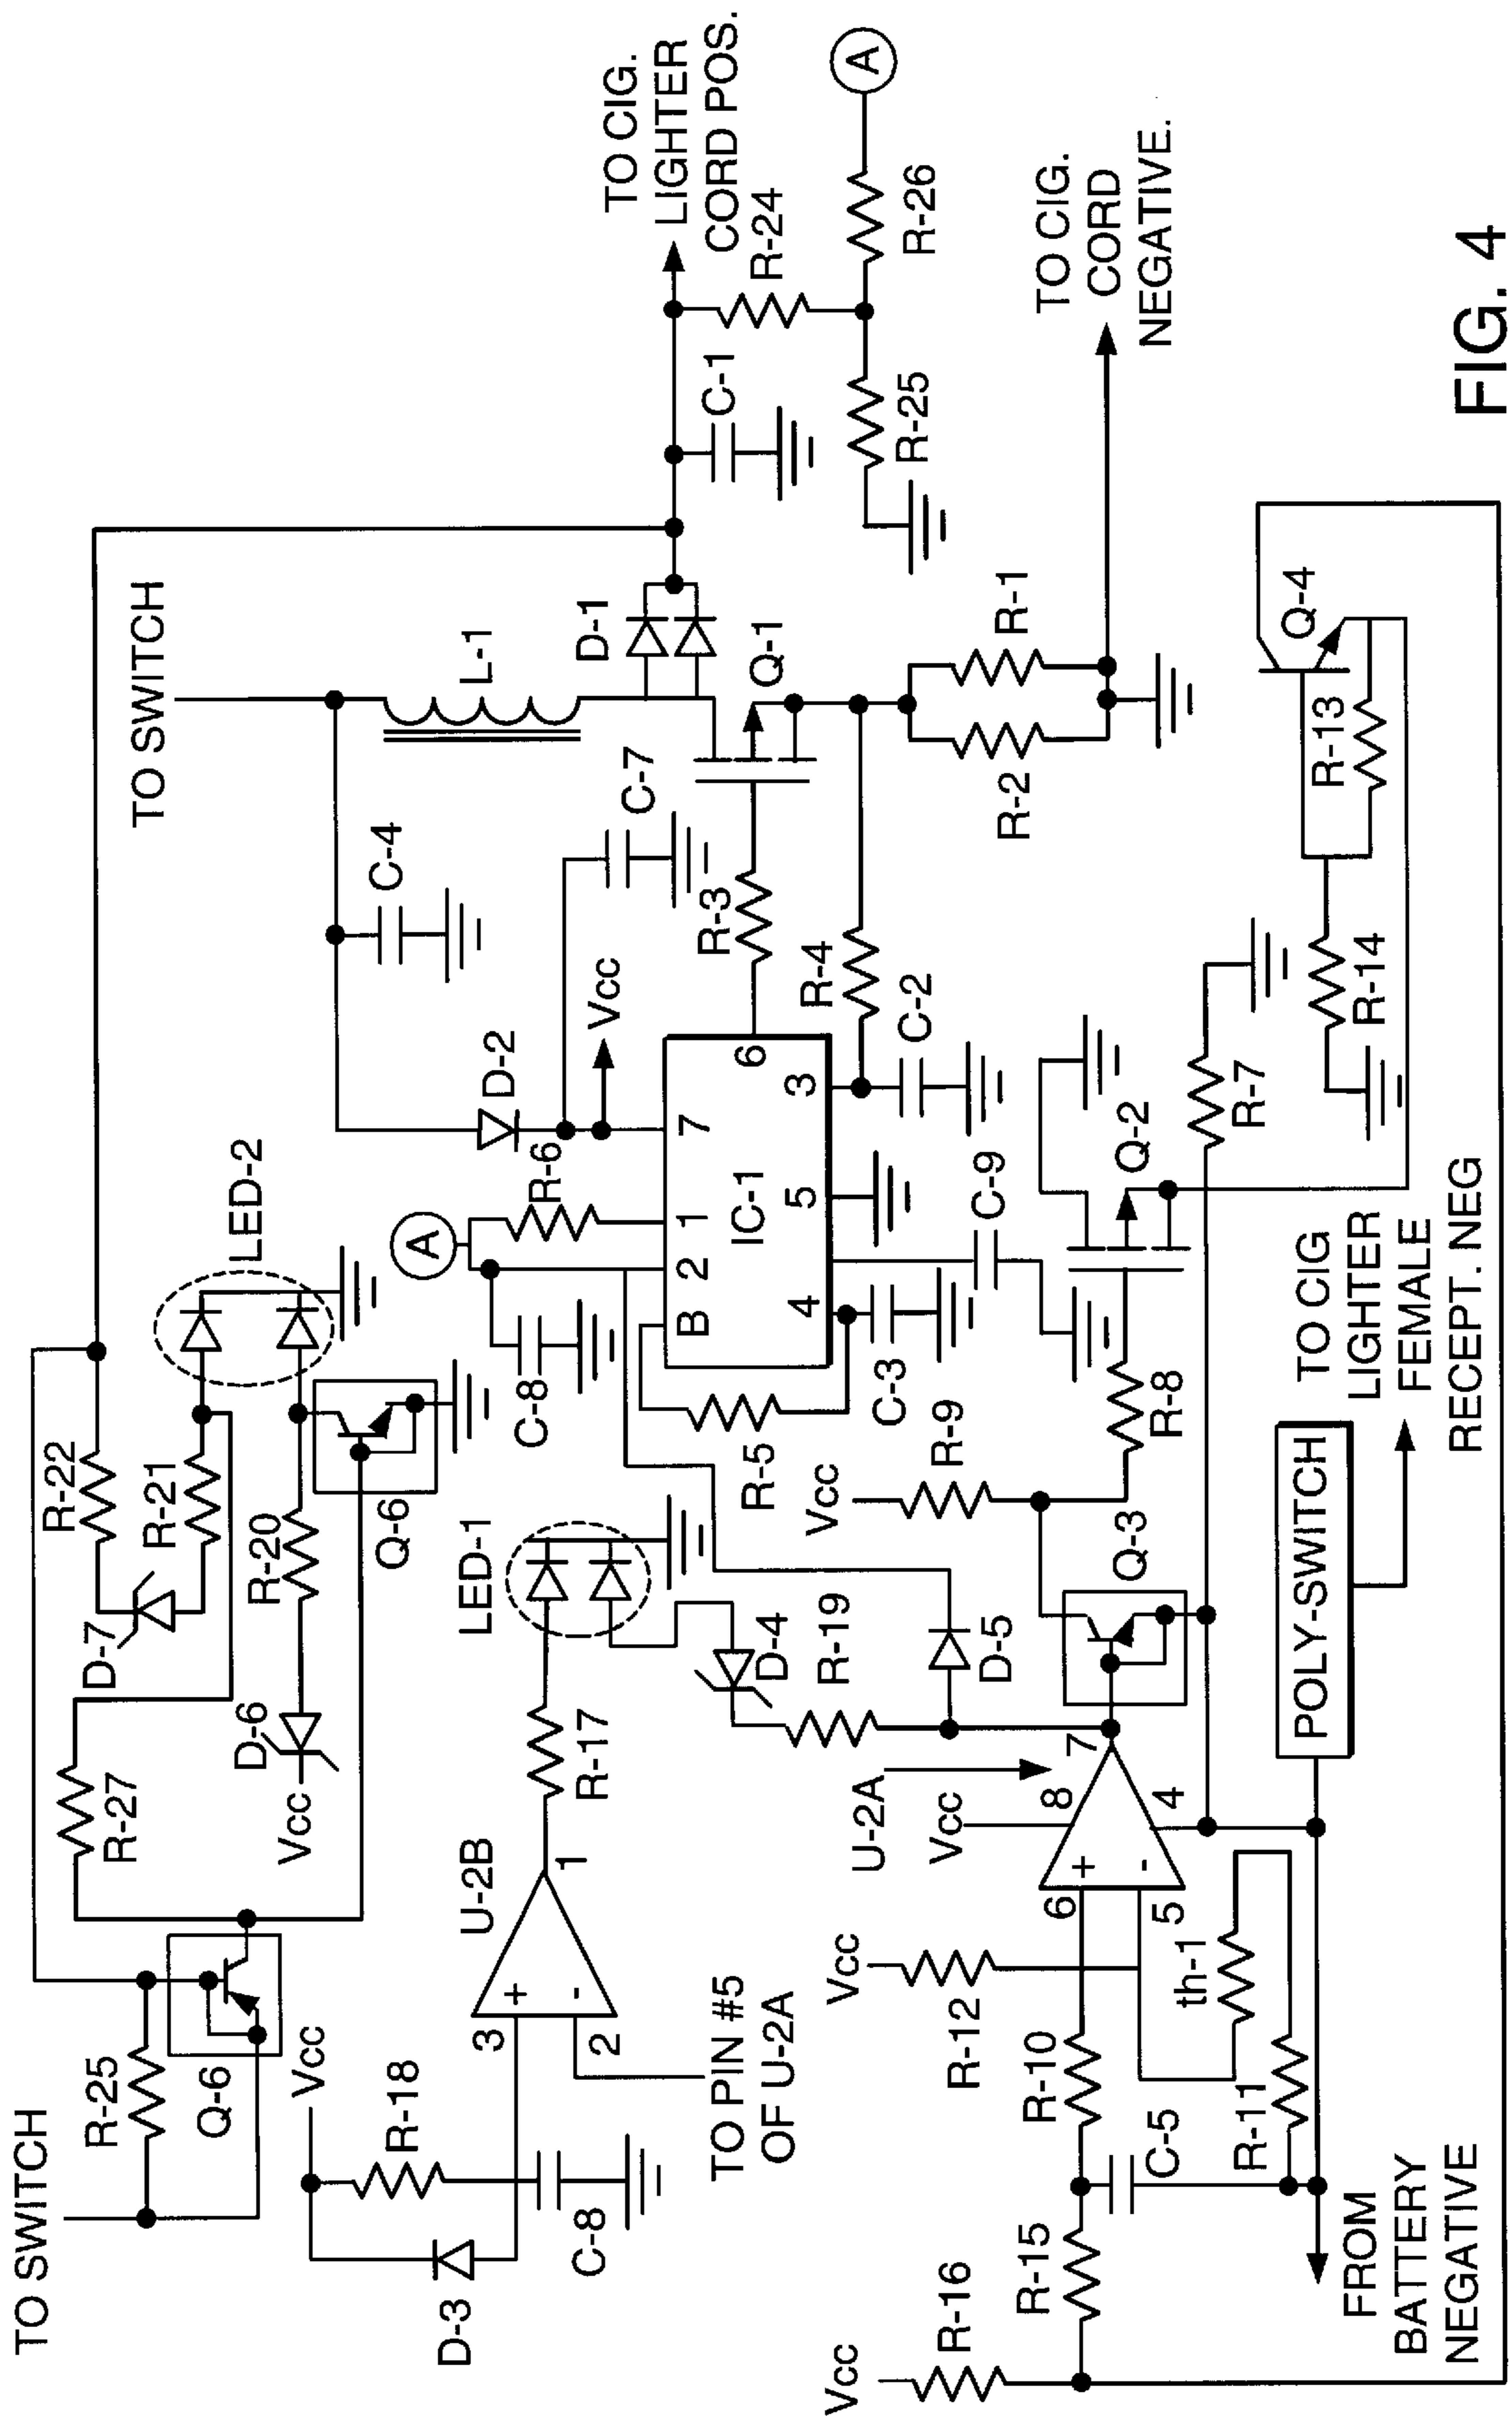 TO SWITCH
R-25
Q-6
R-27
D-7
R-22
R-21
D-6
Vcc
R-20
Q-6
LED-2
TO SWITCH
C-4
L-1
D-1
C-1
TO CIG.
LIGHTER
CORD POS.
R-24
A
R-26
R-25
Vcc
R-18
D-3
C-8
U-2B
3
+
2
-
1
R-17
LED-1
TO PIN #5
OF U-2A
D-4
R-19
D-5
A
C-8
R-6
D-2
Vcc
C-7
R-3
Q-1
B
2
1
7
6
IC-1
4
5
3
R-5
C-3
C-9
R-4
C-2
R-2
R-1
TO CIG.
CORD
NEGATIVE.
Vcc
R-16
R-15
C-5
R-10
R-12
Vcc
R-11
th-1
6
+
5
-
U-2A
Vcc
8
7
4
Q-3
Vcc
R-9
R-8
Q-2
R-7
R-14
R-13
Q-4
POLY-SWITCH
TO CIG
LIGHTER
FEMALE
RECEPT. NEG
FROM
BATTERY
NEGATIVE
FIG. 4